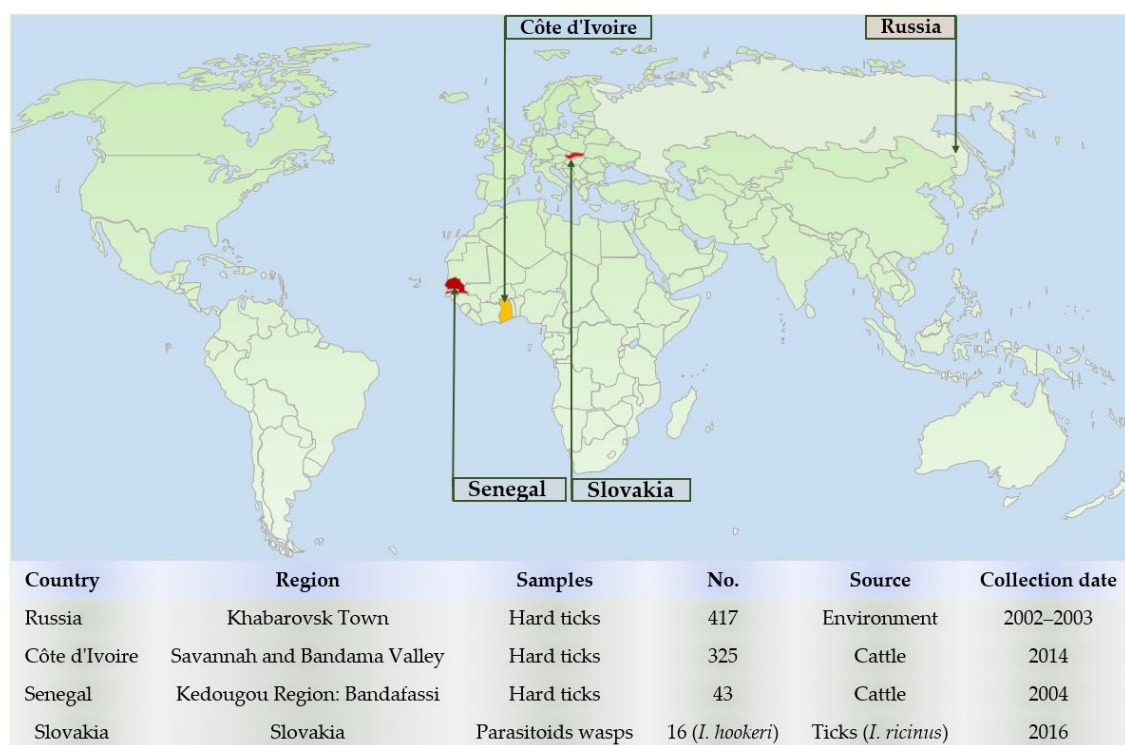 Côte d'Ivoire
Russia
Senegal
Slovakia
Country Region Samples No. Source Collection date
Russia Khabarovsk Town Hard ticks 417 Environment 2002–2003
Côte d'Ivoire Savannah and Bandama Valley Hard ticks 325 Cattle 2014
Senegal Kedougou Region: Bandafassi Hard ticks 43 Cattle 2004
Slovakia Slovakia Parasitoids wasps 16 (I. hookeri) Ticks (I. ricinus) 2016